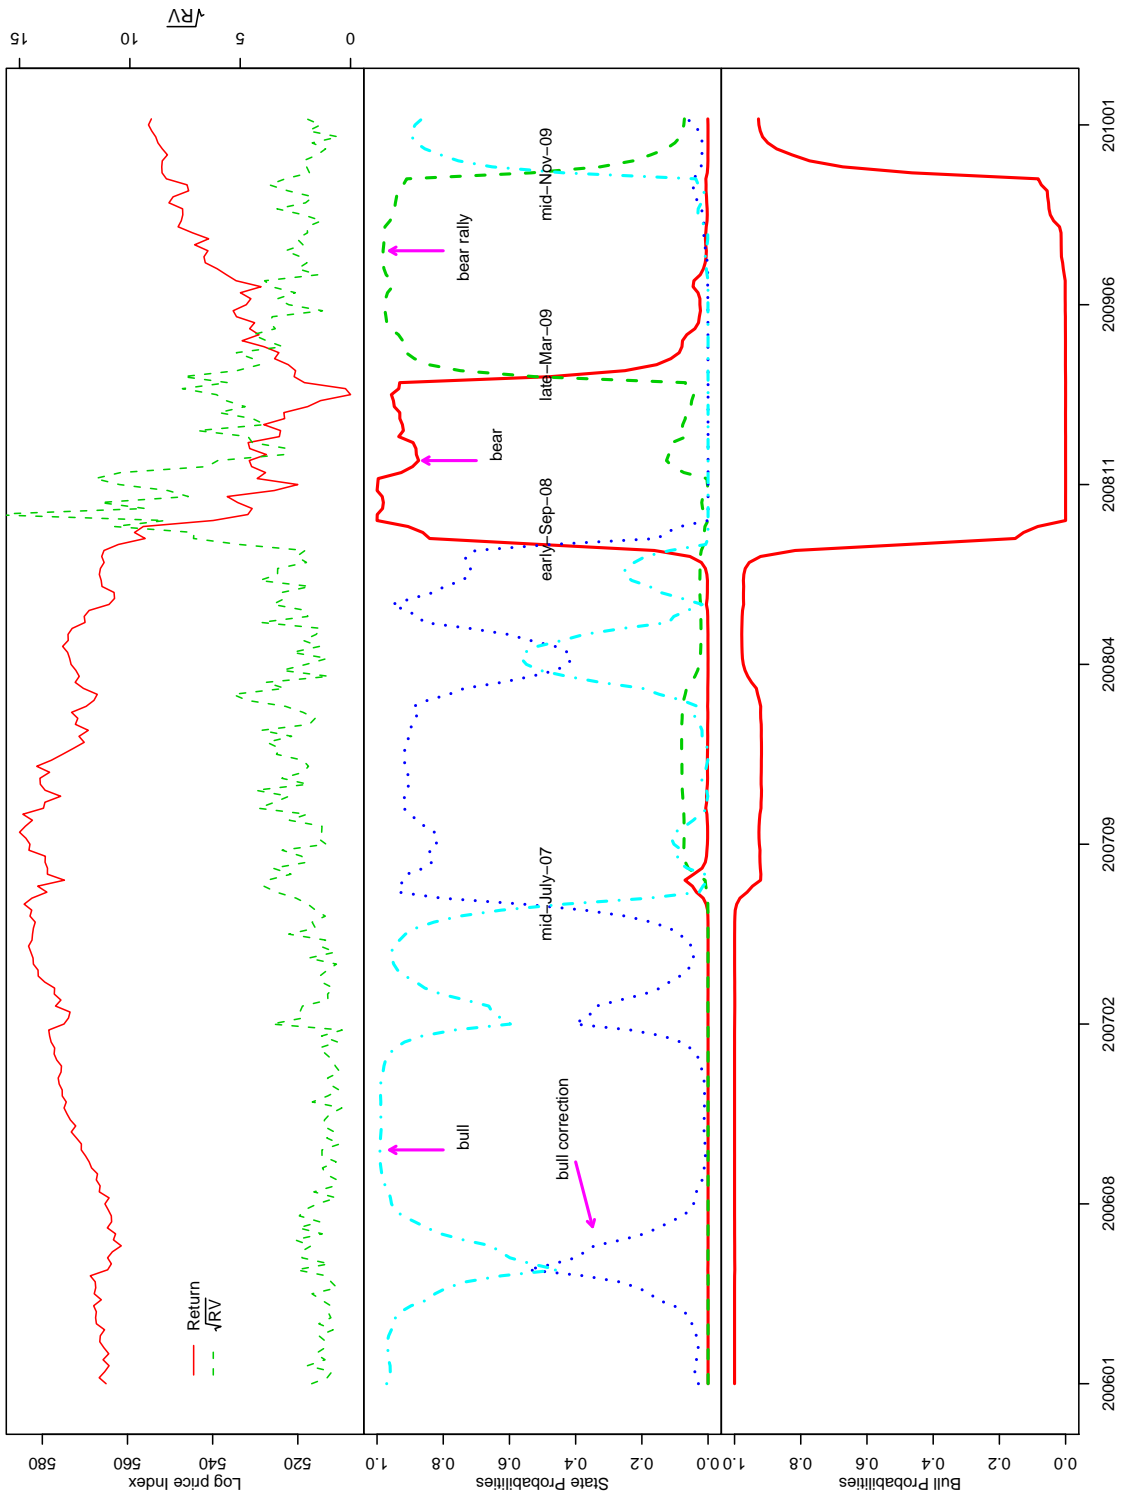 Log price Index
580
560
540
520
15
10
5
0
√RV
Return
√RV
State Probabilities
1.0
0.8
0.6
0.4
0.2
0.0
bull
bull correction
bear
bear rally
mid−July−07
early−Sep−08
late−Mar−09
mid−Nov−09
Bull Probabilities
1.0
0.8
0.6
0.4
0.2
0.0
200601
200608
200702
200709
200804
200811
200906
201001